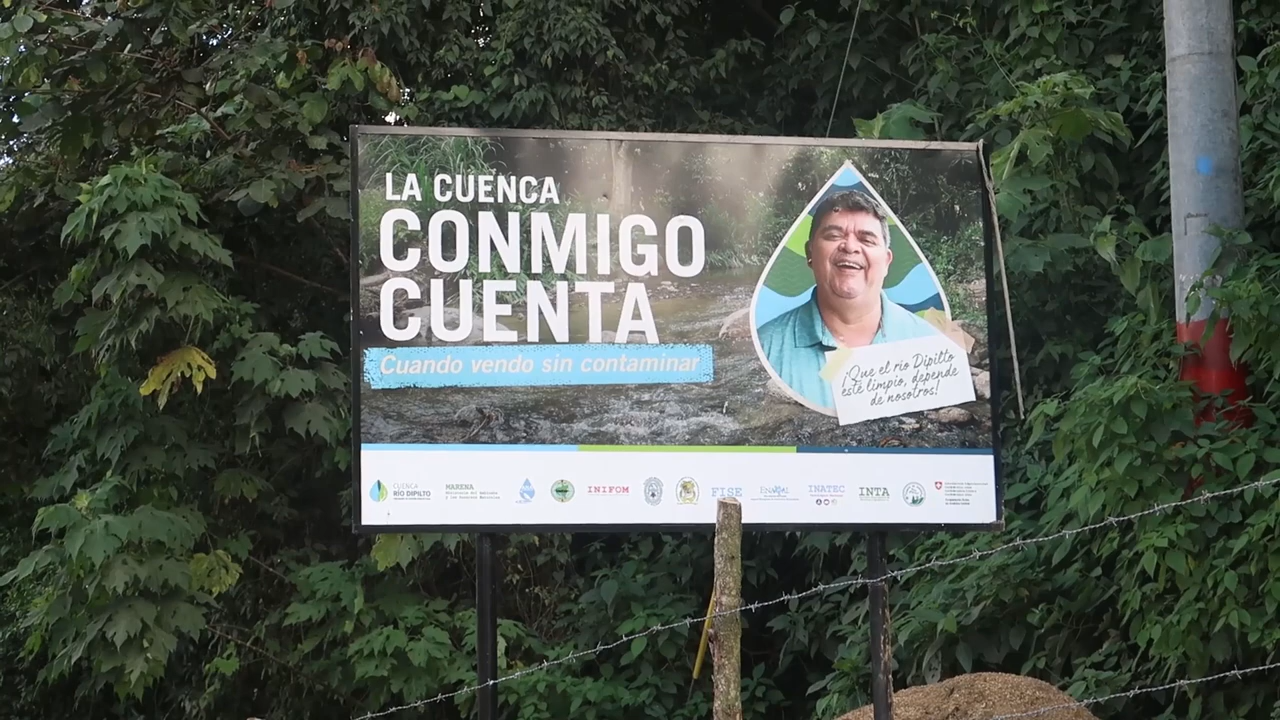 LA CUENCA
CONMIGO
CUENTA
Cuando vendo sin contaminar
¡Que el río Dipilto
esté limpio, depende
de nosotros!
CUENCA
RÍO DIPILTO
MARENA
INIFOM
FISE
ENACAL
INATEC
INTA